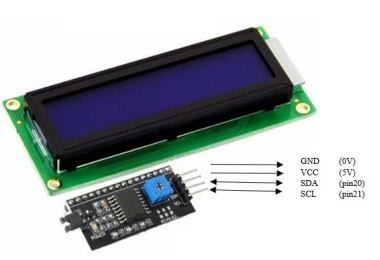 GND (0V)
VCC (5V)
SDA (pin20)
SCL (pin21)